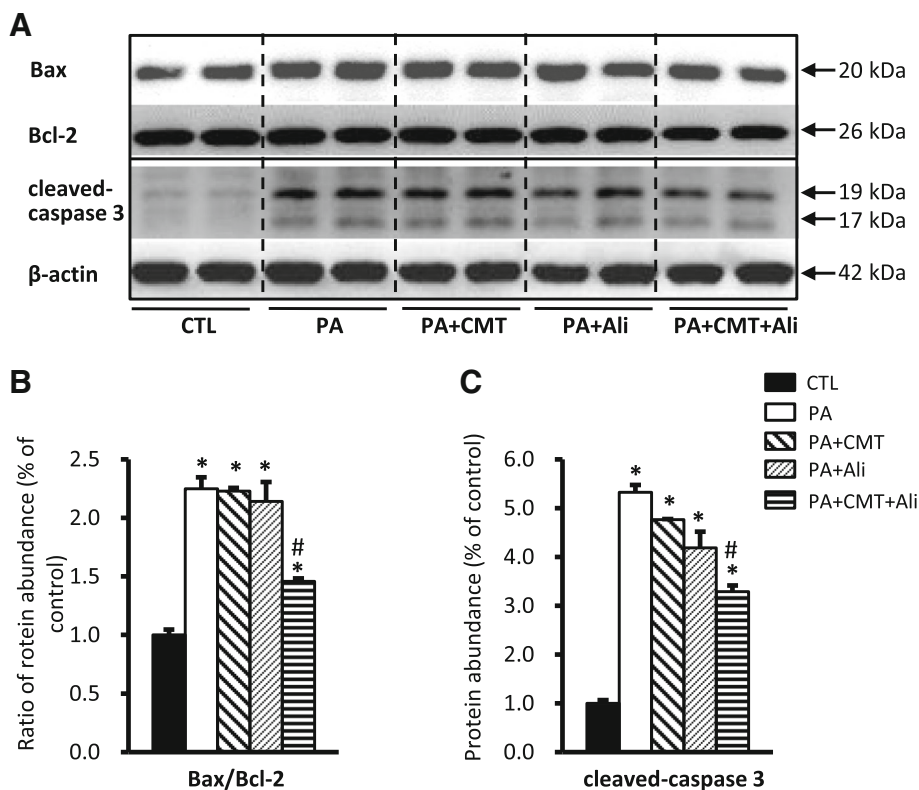 A
Bax
20 kDa
Bcl-2
26 kDa
cleaved-
caspase 3
19 kDa
17 kDa
β-actin
42 kDa
CTL
PA
PA+CMT
PA+Ali
PA+CMT+Ali
B
Ratio of rotein abundance (% of
control)
2.5
2.0
1.5
1.0
0.5
0.0
*
*
*
#
*
Bax/Bcl-2
C
Protein abundance (% of control)
6.0
5.0
4.0
3.0
2.0
1.0
0.0
*
*
*
#
*
cleaved-caspase 3
CTL
PA
PA+CMT
PA+Ali
PA+CMT+Ali